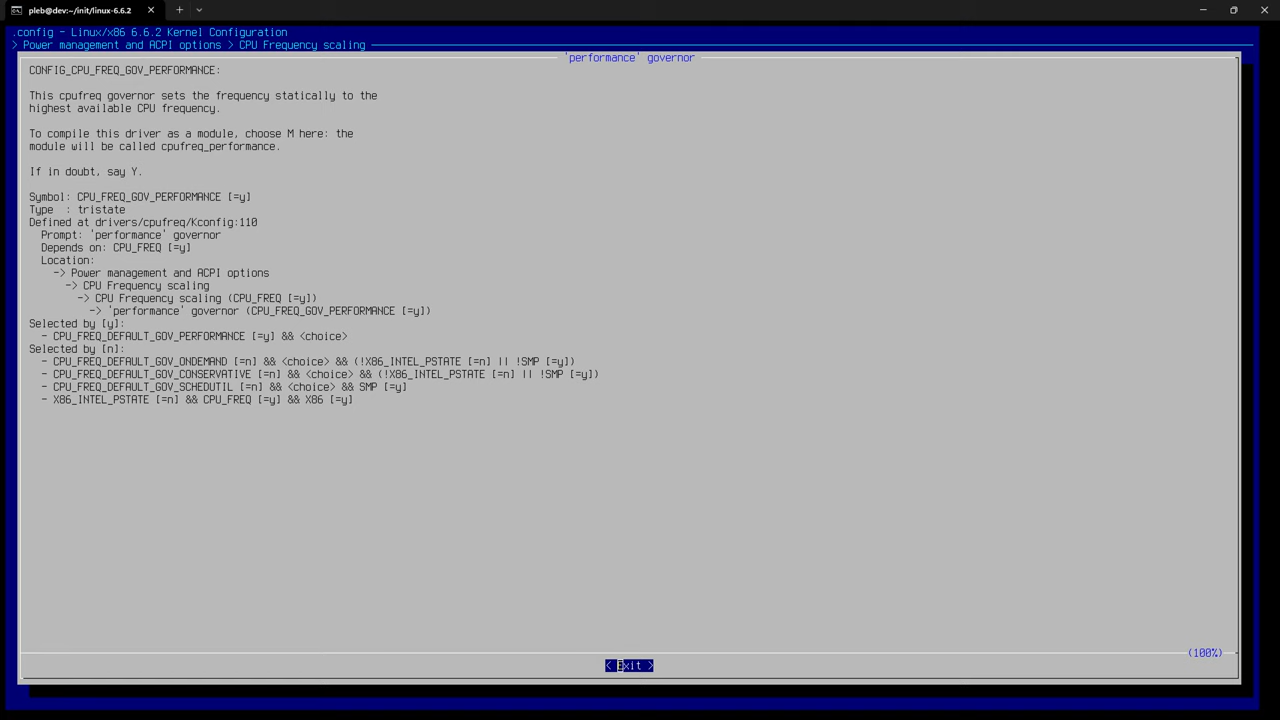 pleb@dev:~/init/linux-6.6.2
.config - Linux/x86 6.6.2 Kernel Configuration
> Power management and ACPI options > CPU Frequency scaling
'performance' governor
CONFIG_CPU_FREQ_GOV_PERFORMANCE:
This cpufreq governor sets the frequency statically to the
highest available CPU frequency.
To compile this driver as a module, choose M here: the
module will be called cpufreq_performance.
If in doubt, say Y.
Symbol: CPU_FREQ_GOV_PERFORMANCE [=y]
Type  : tristate
Defined at drivers/cpufreq/Kconfig:110
  Prompt: 'performance' governor
  Depends on: CPU_FREQ [=y]
  Location:
    -> Power management and ACPI options
      -> CPU Frequency scaling
        -> CPU Frequency scaling (CPU_FREQ [=y])
          -> 'performance' governor (CPU_FREQ_GOV_PERFORMANCE [=y])
Selected by [y]:
  - CPU_FREQ_DEFAULT_GOV_PERFORMANCE [=y] && <choice>
Selected by [n]:
  - CPU_FREQ_DEFAULT_GOV_ONDEMAND [=n] && <choice> && (!X86_INTEL_PSTATE [=n] || !SMP [=y])
  - CPU_FREQ_DEFAULT_GOV_CONSERVATIVE [=n] && <choice> && (!X86_INTEL_PSTATE [=n] || !SMP [=y])
  - CPU_FREQ_DEFAULT_GOV_SCHEDUTIL [=n] && <choice> && SMP [=y]
  - X86_INTEL_PSTATE [=n] && CPU_FREQ [=y] && X86 [=y]
(100%)
< Exit >